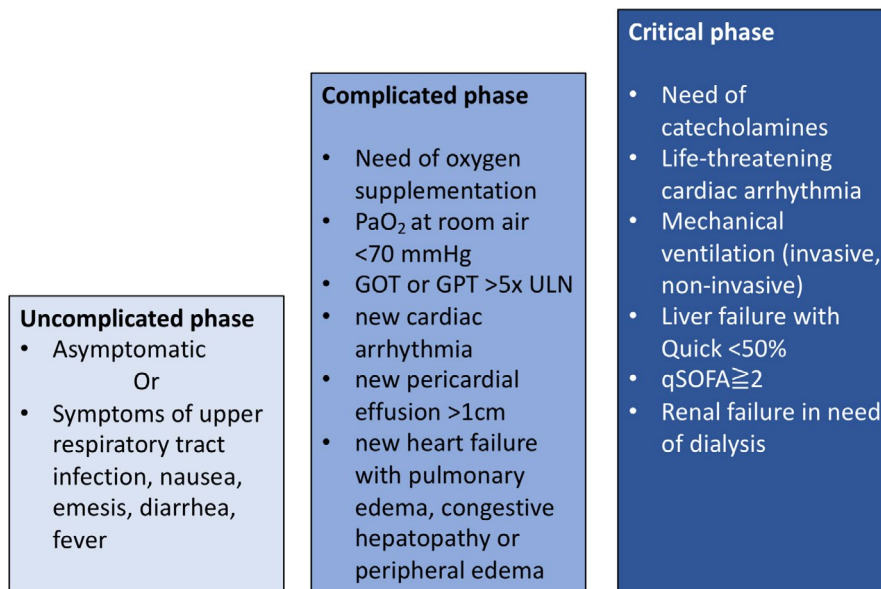 Uncomplicated phase
• Asymptomatic
Or
• Symptoms of upper
respiratory tract
infection, nausea,
emesis, diarrhea,
fever
Complicated phase
• Need of oxygen
supplementation
• PaO₂ at room air
<70 mmHg
• GOT or GPT >5x ULN
• new cardiac
arrhythmia
• new pericardial
effusion >1cm
• new heart failure
with pulmonary
edema, congestive
hepatopathy or
peripheral edema
Critical phase
• Need of
catecholamines
• Life-threatening
cardiac arrhythmia
• Mechanical
ventilation (invasive,
non-invasive)
• Liver failure with
Quick <50%
• qSOFA≧2
• Renal failure in need
of dialysis